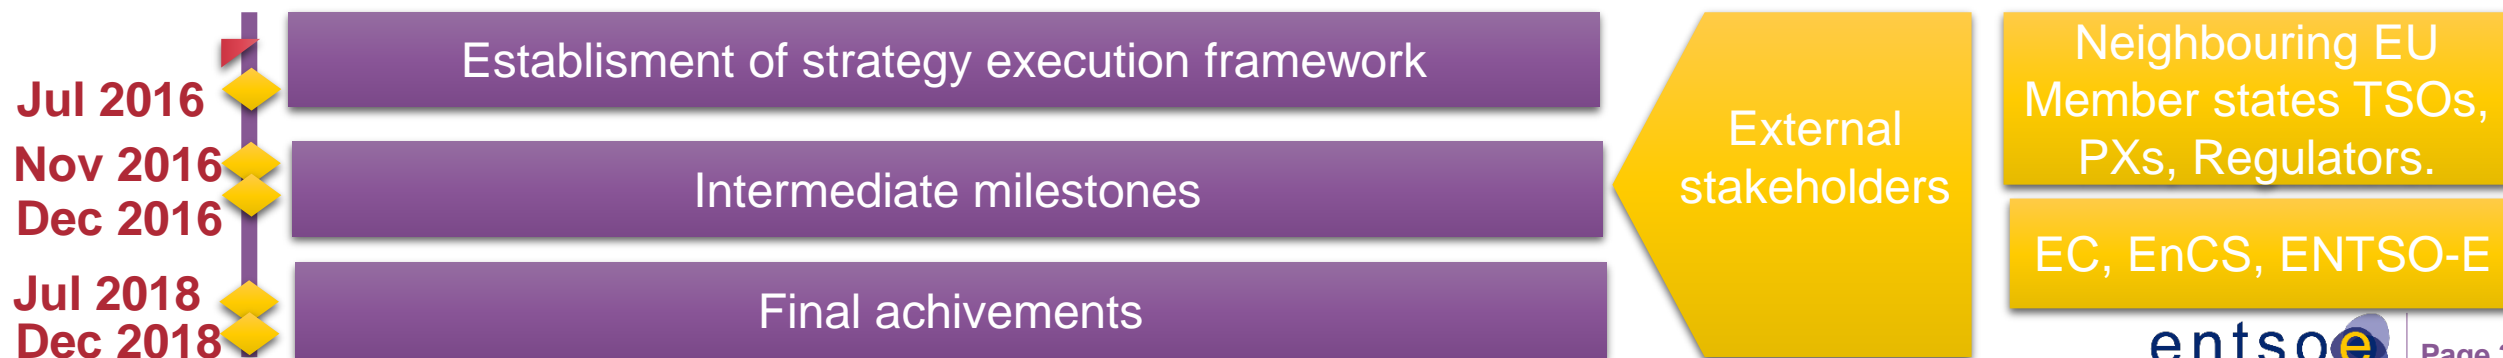 Jul 2016
Nov 2016
Dec 2016
Jul 2018
Dec 2018
Establisment of strategy execution framework
Intermediate milestones
Final achivements
External
stakeholders
Neighbouring EU
Member states TSOs,
PXs, Regulators.
EC, EnCS, ENTSO-E
entsoe
Page